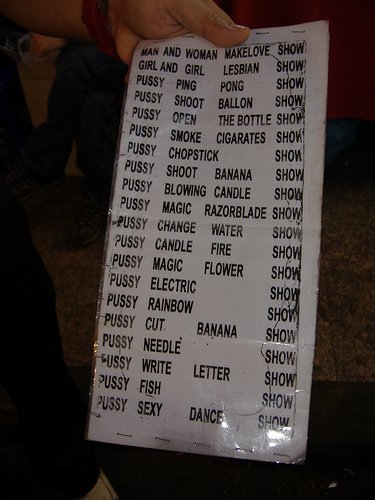 MAN AND WOMAN MAKELOVE SHOW
GIRL AND GIRL LESBIAN SHOW
PUSSY PING PONG SHOW
PUSSY SHOOT BALLON SHOW
PUSSY OPEN THE BOTTLE SHOW
PUSSY SMOKE CIGARATES SHOW
PUSSY CHOPSTICK SHOW
PUSSY SHOOT BANANA SHOW
PUSSY BLOWING CANDLE SHOW
PUSSY MAGIC RAZORBLADE SHOW
PUSSY CHANGE WATER SHOW
PUSSY CANDLE FIRE SHOW
PUSSY MAGIC FLOWER SHOW
PUSSY ELECTRIC SHOW
PUSSY RAINBOW SHOW
PUSSY CUT BANANA SHOW
PUSSY NEEDLE SHOW
PUSSY WRITE LETTER SHOW
PUSSY FISH SHOW
PUSSY SEXY DANCE SHOW